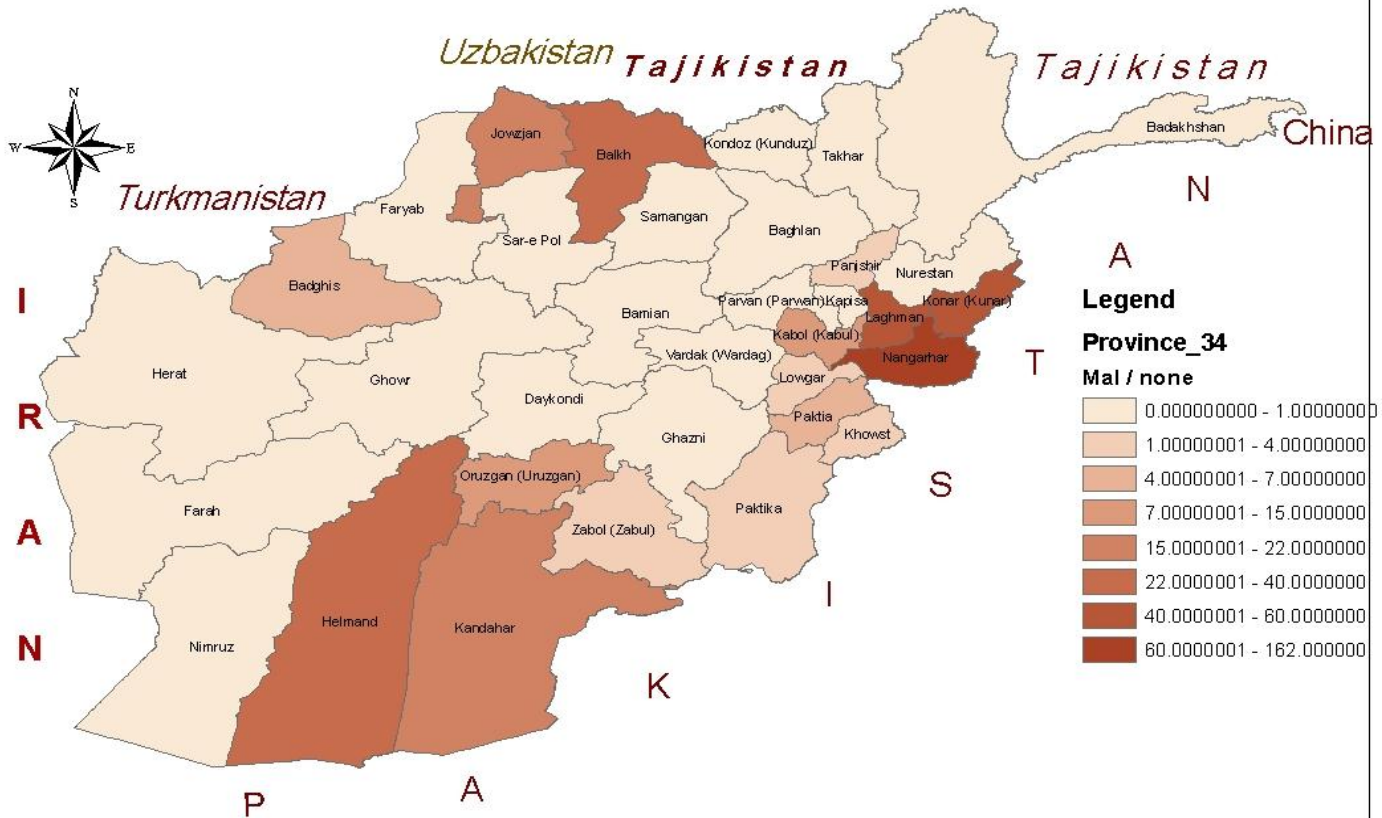 Uzbakistan
Tajikistan
Tajikistan
N
W E
S
Turkmanistan
Jowzjan
Balkh
Kondoz (Kunduz)
Takhar
Badakhshan
China
Faryab
Sar-e Pol
Samangan
Baghlan
Badghis
Panjshir
Nurestan
Bamian
Parvan (Parwan)
Kapisa
Laghman
Konar (Kunar)
Kabol (Kabul)
Vardak (Wardag)
Nangarhar
Herat
Ghowr
Daykondi
Lowgar
Paktia
Khowst
Ghazni
Oruzgan (Uruzgan)
Farah
Zabol (Zabul)
Paktika
Nimruz
Helmand
Kandahar
I
R
A
N
P
A
K
I
S
T
A
N
Legend
Province_34
Mal / none
0.000000000 - 1.00000000
1.00000001 - 4.00000000
4.00000001 - 7.00000000
7.00000001 - 15.0000000
15.0000001 - 22.0000000
22.0000001 - 40.0000000
40.0000001 - 60.0000000
60.0000001 - 162.000000